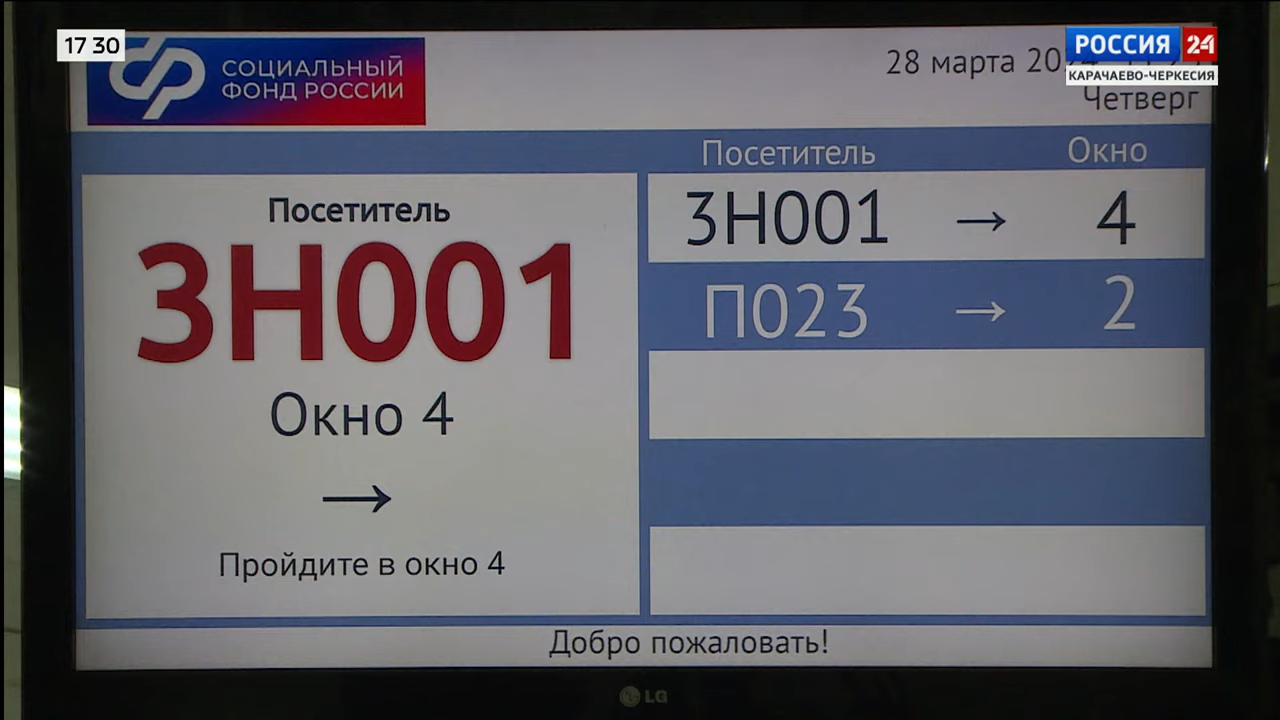 17 30
СОЦИАЛЬНЫЙ
ФОНД РОССИИ
28 марта
РОССИЯ 24
КАРАЧАЕВО-ЧЕРКЕСИЯ
Четверг
Посетитель Окно
Посетитель
3Н001
Окно 4
→
Пройдите в окно 4
3Н001 → 4
П023 → 2
Добро пожаловать!
LG